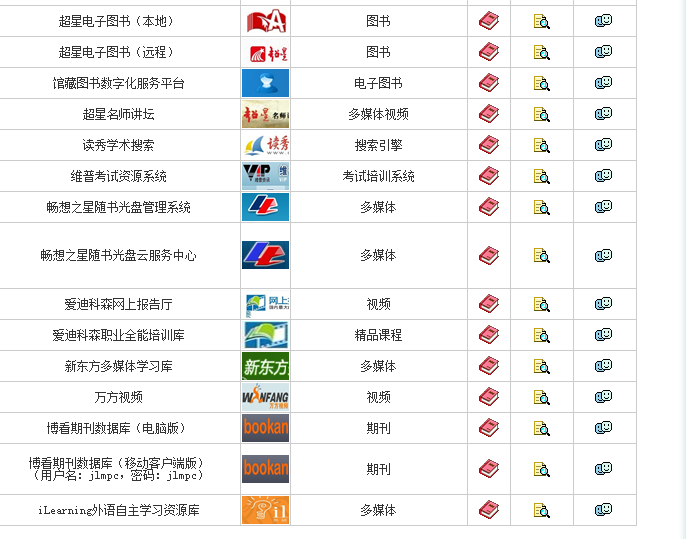 超星电子图书（本地）
图书
超星电子图书（远程）
图书
馆藏图书数字化服务平台
电子图书
超星名师讲坛
名师
多媒体视频
读秀学术搜索
读秀
搜索引擎
维普考试资源系统
VIP
维
考试培训系统
畅想之星随书光盘管理系统
多媒体
畅想之星随书光盘云服务中心
多媒体
爱迪科森网上报告厅
网上
视频
爱迪科森职业全能培训库
精品课程
新东方多媒体学习库
新东方
多媒体
万方视频
WANFANG
万方视频
视频
博看期刊数据库（电脑版）
bookan
期刊
博看期刊数据库（移动客户端版）
（用户名：jlmpc，密码：jlmpc）
bookan
期刊
iLearning外语自主学习资源库
il
多媒体